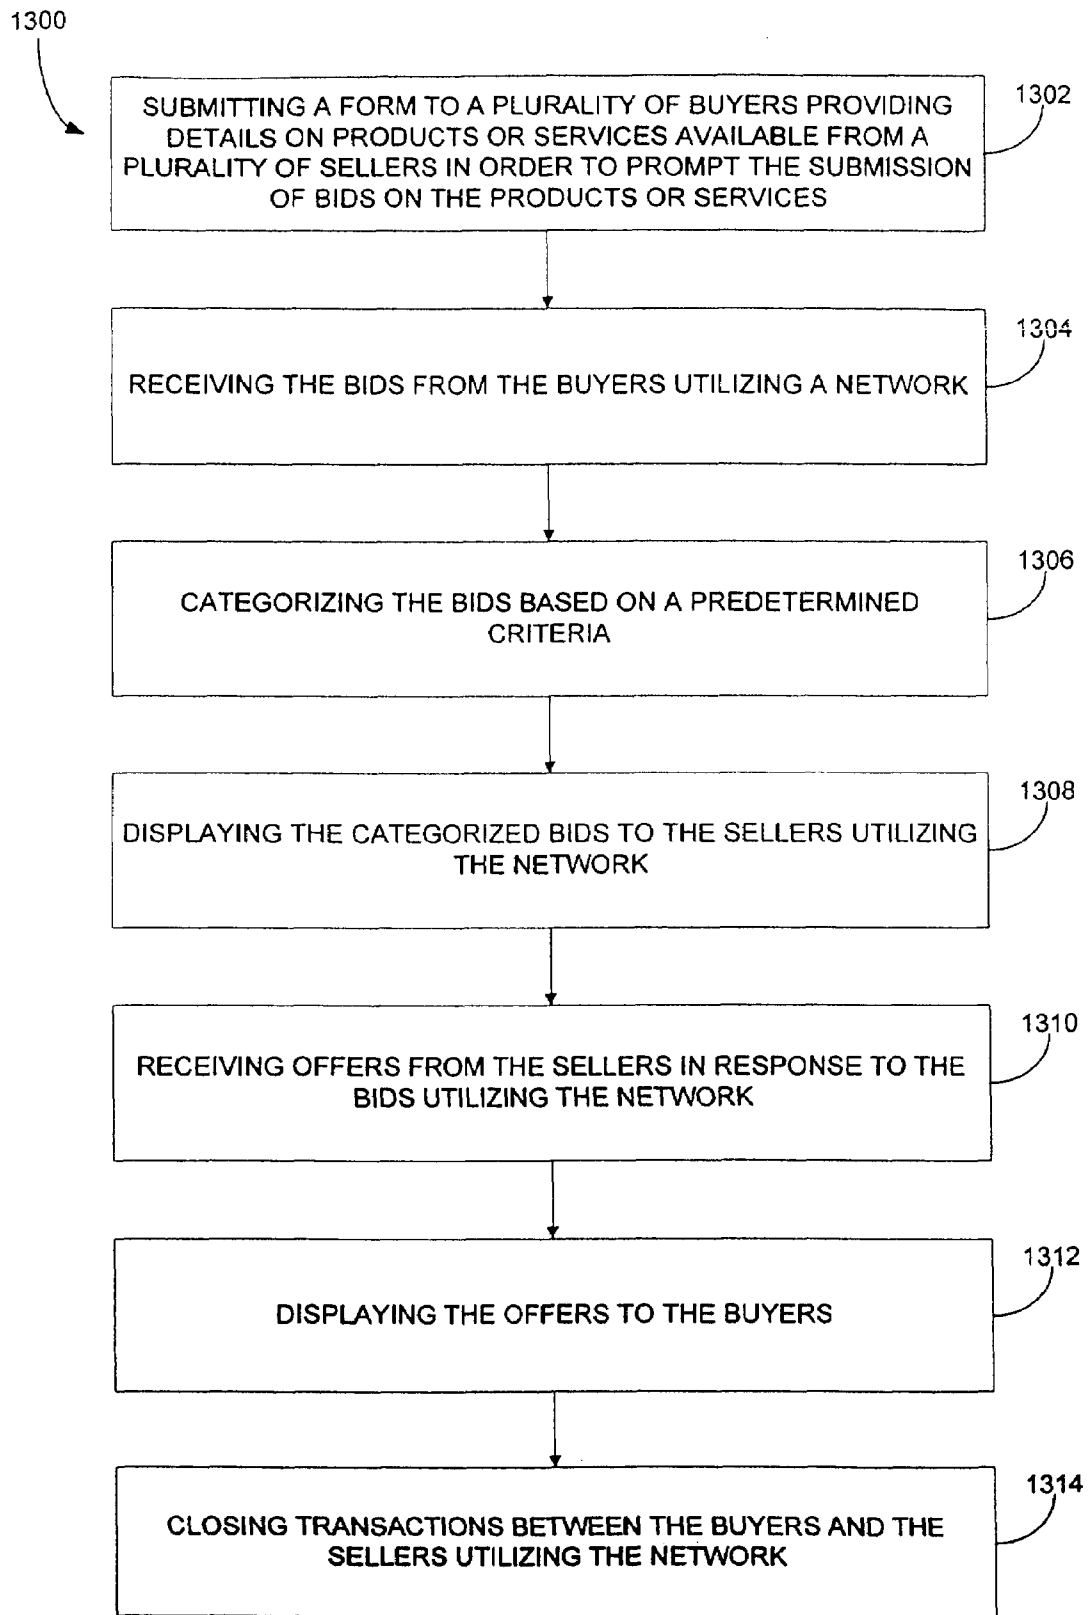 1300
1302
SUBMITTING A FORM TO A PLURALITY OF BUYERS PROVIDING
DETAILS ON PRODUCTS OR SERVICES AVAILABLE FROM A
PLURALITY OF SELLERS IN ORDER TO PROMPT THE SUBMISSION
OF BIDS ON THE PRODUCTS OR SERVICES
1304
RECEIVING THE BIDS FROM THE BUYERS UTILIZING A NETWORK
1306
CATEGORIZING THE BIDS BASED ON A PREDETERMINED
CRITERIA
1308
DISPLAYING THE CATEGORIZED BIDS TO THE SELLERS UTILIZING
THE NETWORK
1310
RECEIVING OFFERS FROM THE SELLERS IN RESPONSE TO THE
BIDS UTILIZING THE NETWORK
1312
DISPLAYING THE OFFERS TO THE BUYERS
1314
CLOSING TRANSACTIONS BETWEEN THE BUYERS AND THE
SELLERS UTILIZING THE NETWORK